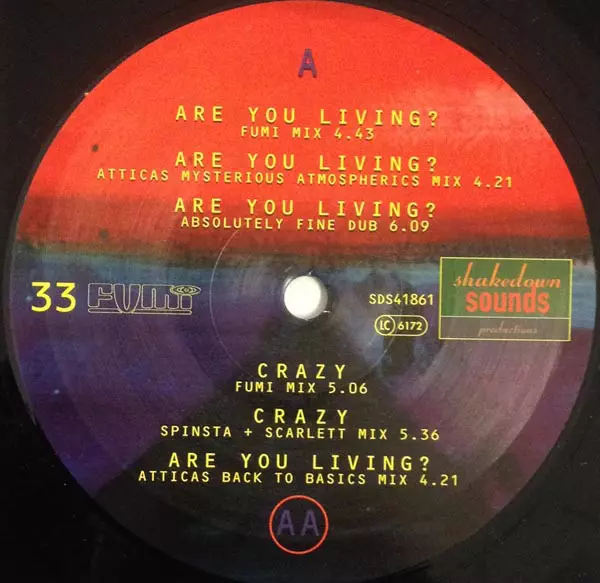 A
ARE YOU LIVING?
FUMI MIX 4.43
ARE YOU LIVING?
ATTICAS MYSTERIOUS ATMOSPHERICS MIX 4.21
ARE YOU LIVING?
ABSOLUTELY FINE DUB 6.09
33 FUMI
SDS41861
LC 6172
shakedown
SOUNDS
productions
CRAZY
FUMI MIX 5.06
CRAZY
SPINSTA + SCARLETT MIX 5.36
ARE YOU LIVING?
ATTICAS BACK TO BASICS MIX 4.21
AA